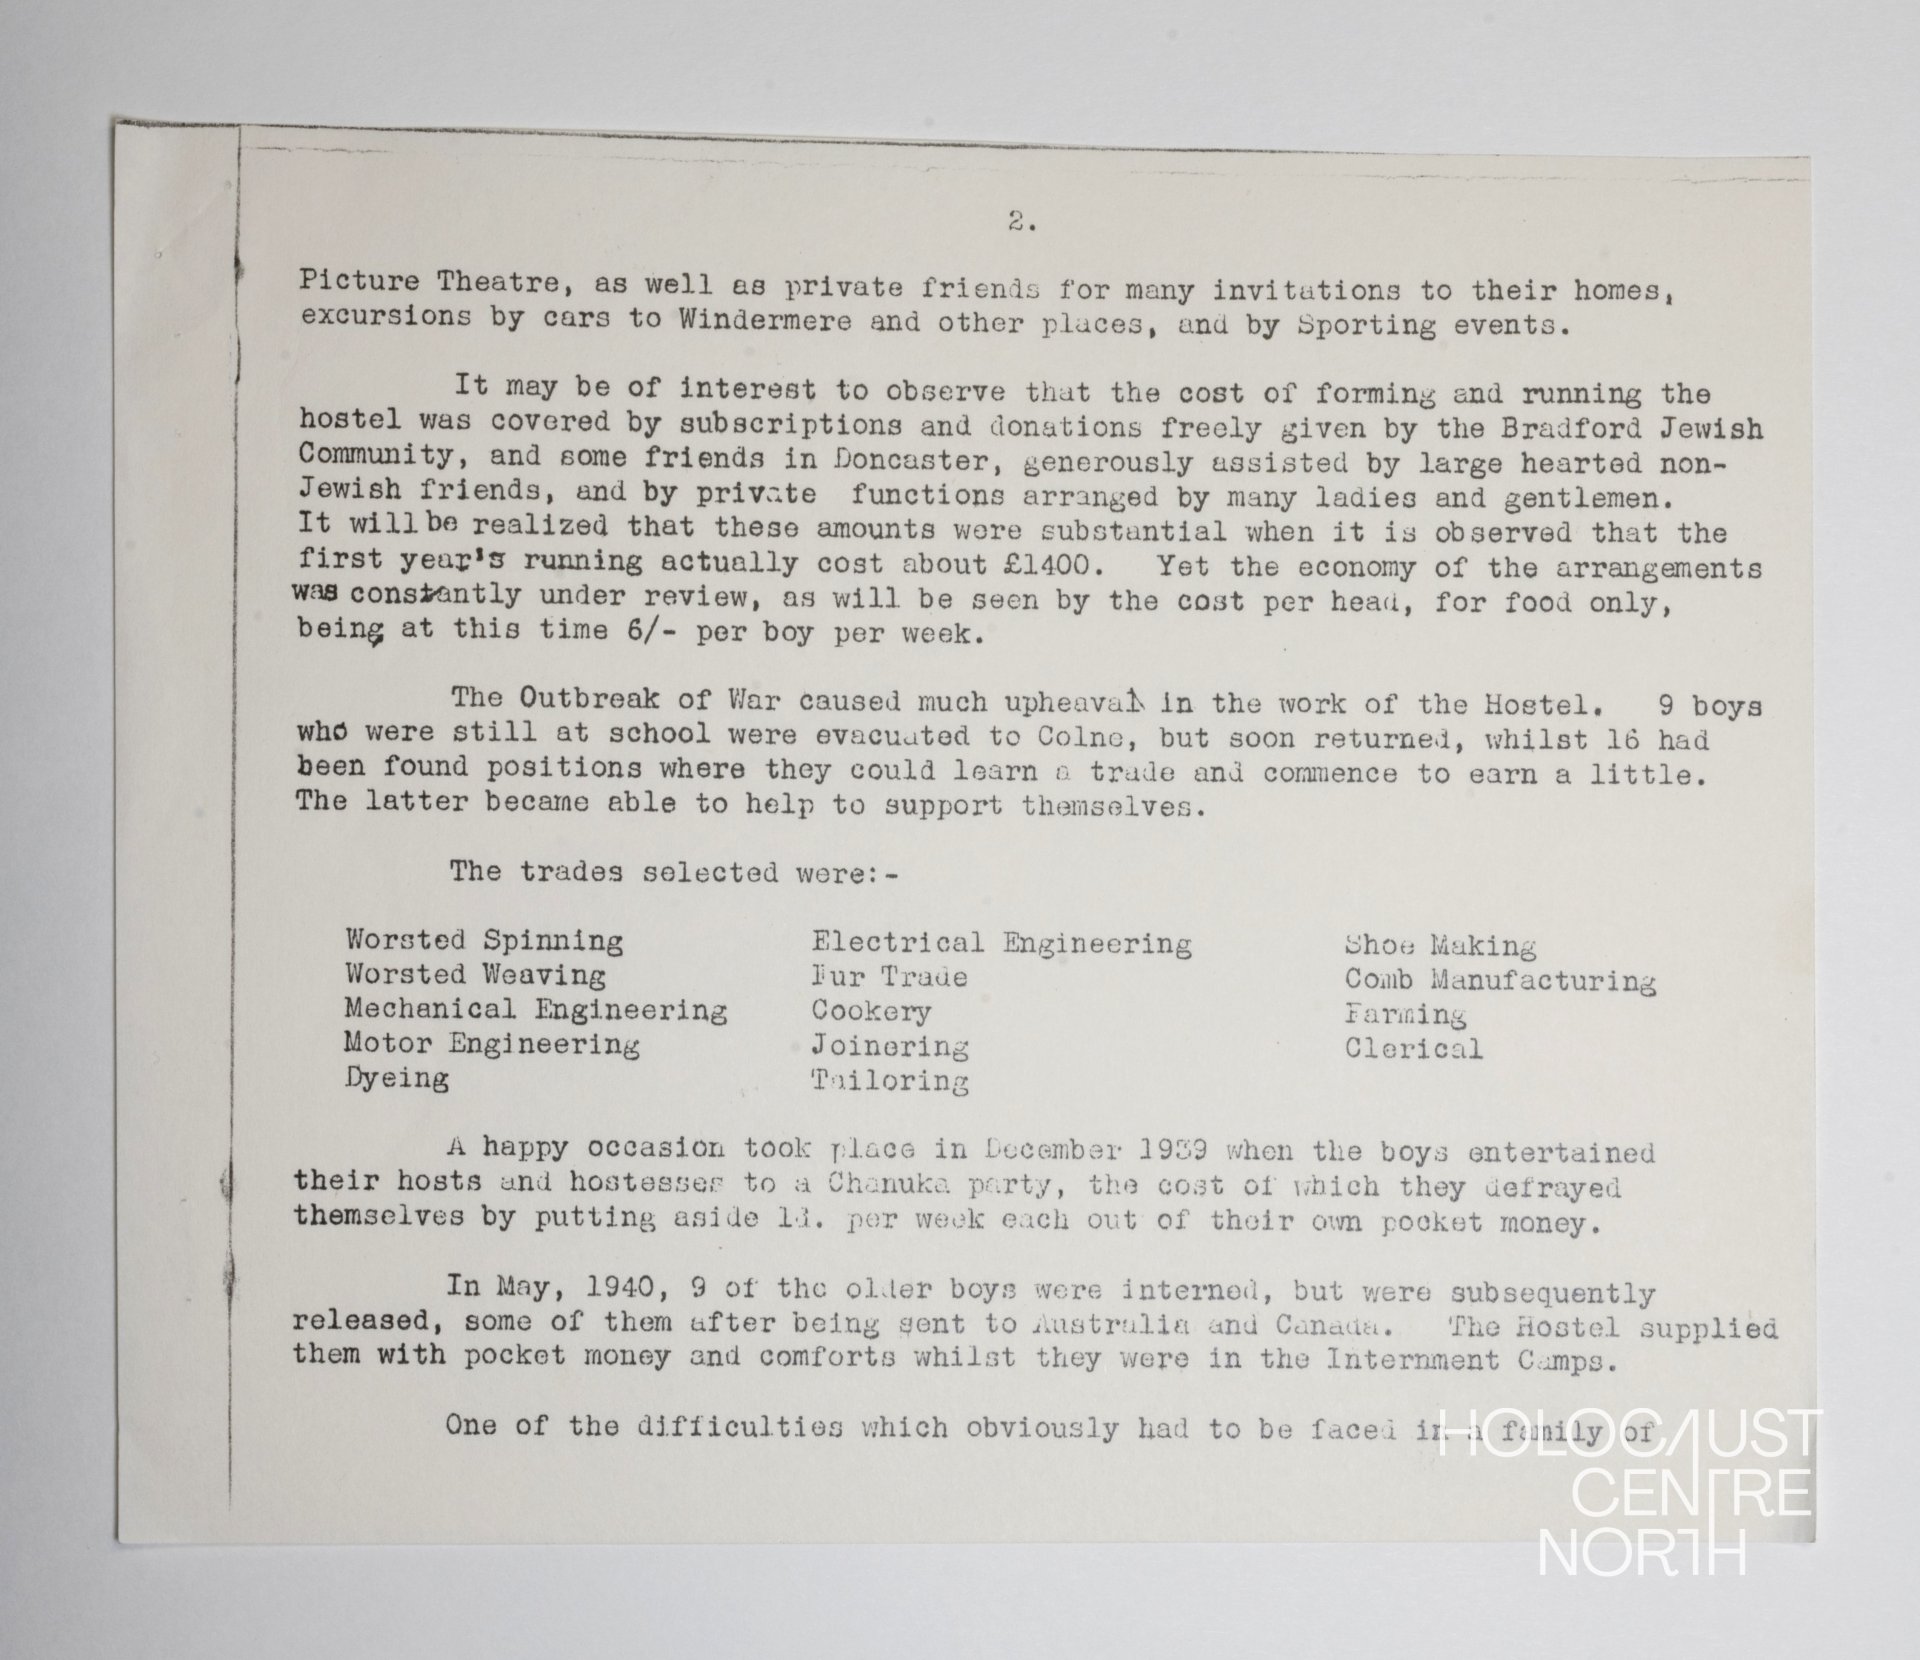 2.
Picture Theatre, as well as private friends for many invitations to their homes,
excursions by cars to Windermere and other places, and by Sporting events.
It may be of interest to observe that the cost of forming and running the
hostel was covered by subscriptions and donations freely given by the Bradford Jewish
Community, and some friends in Doncaster, generously assisted by large hearted non-
Jewish friends, and by private functions arranged by many ladies and gentlemen.
It will be realized that these amounts were substantial when it is observed that the
first year's running actually cost about £1400. Yet the economy of the arrangements
was constantly under review, as will be seen by the cost per head, for food only,
being at this time 6/- per boy per week.
The Outbreak of War caused much upheaval in the work of the Hostel. 9 boys
who were still at school were evacuated to Colne, but soon returned, whilst 16 had
been found positions where they could learn a trade and commence to earn a little.
The latter became able to help to support themselves.
The trades selected were:-
Worsted Spinning Electrical Engineering Shoe Making
Worsted Weaving Fur Trade Comb Manufacturing
Mechanical Engineering Cookery Farming
Motor Engineering Joinering Clerical
Dyeing Tailoring
A happy occasion took place in December 1939 when the boys entertained
their hosts and hostesses to a Chanuka party, the cost of which they defrayed
themselves by putting aside 1d. per week each out of their own pocket money.
In May, 1940, 9 of the older boys were interned, but were subsequently
released, some of them after being sent to Australia and Canada. The Hostel supplied
them with pocket money and comforts whilst they were in the Internment Camps.
One of the difficulties which obviously had to be faced in a family of
HOLOCAUST
CENTRE
NORTH